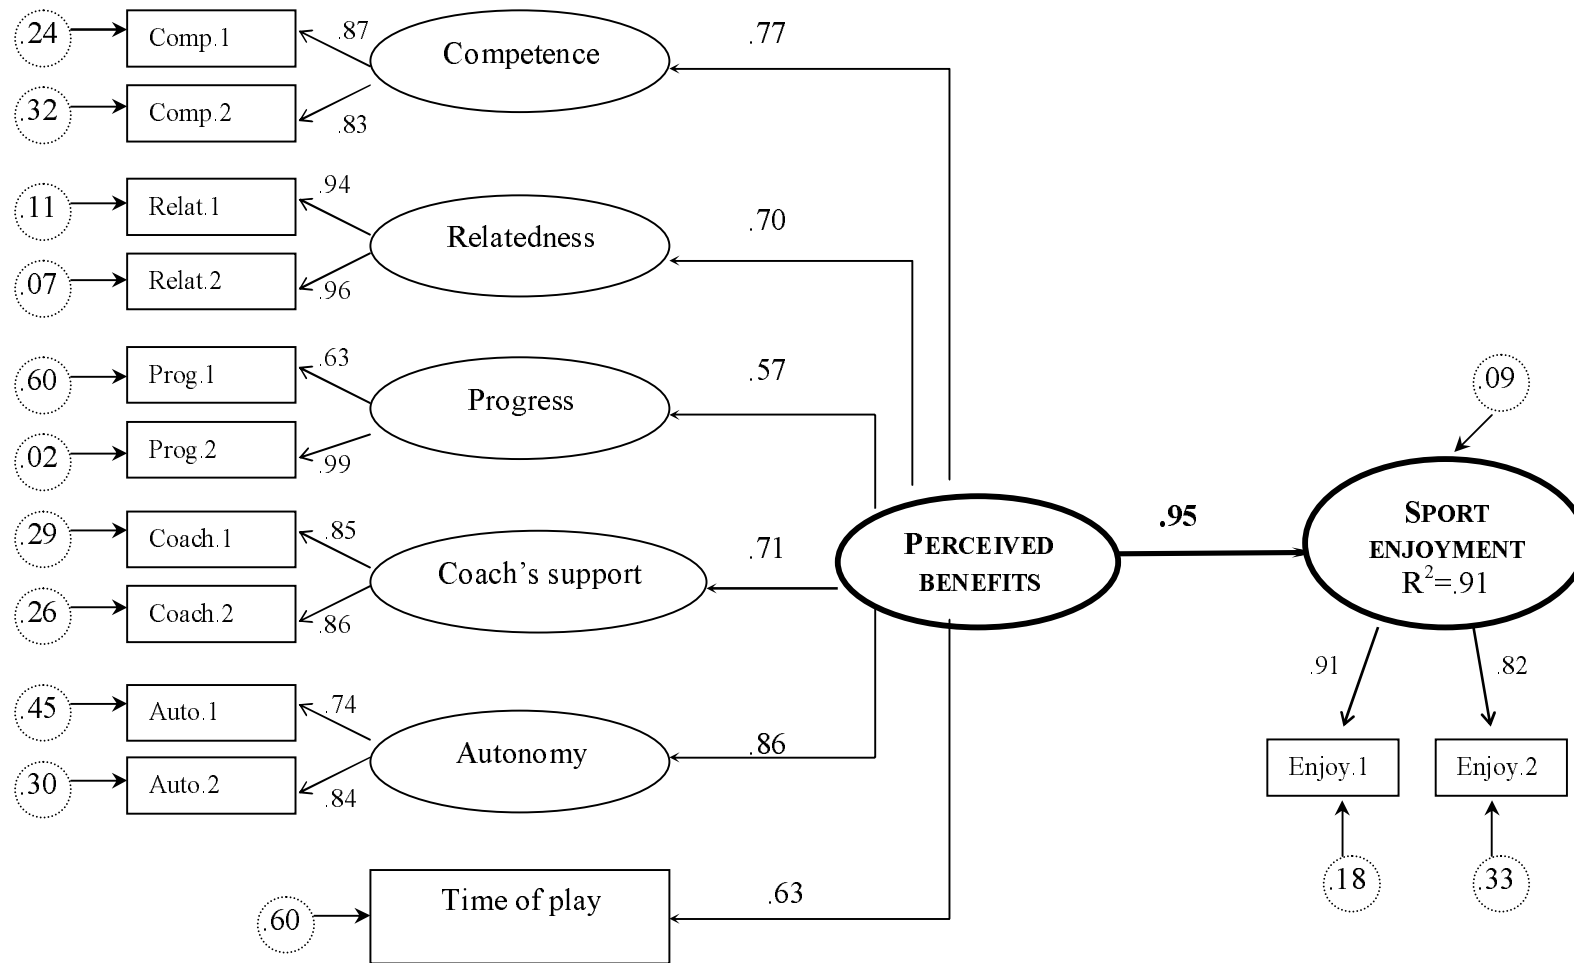 .24
Comp.1
.87
Competence
.77
.32
Comp.2
.83
.11
Relat.1
.94
Relatedness
.70
.07
Relat.2
.96
.60
Prog.1
.63
Progress
.57
.02
Prog.2
.99
.29
Coach.1
.85
Coach’s support
.71
.26
Coach.2
.86
.45
Auto.1
.74
Autonomy
.86
.30
Auto.2
.84
.60
Time of play
.63
PERCEIVED
BENEFITS
.95
.09
SPORT
ENJOYMENT
R²=.91
.91
.82
Enjoy.1
Enjoy.2
.18
.33